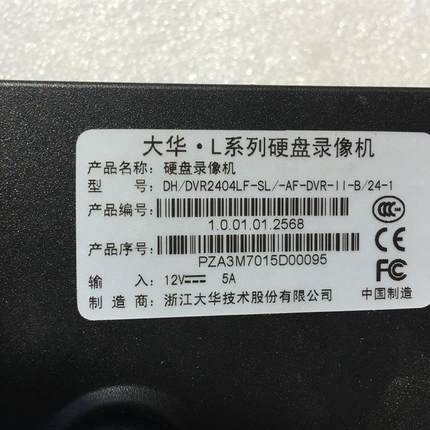 大华·L系列硬盘录像机
产品名称: 硬盘录像机
型 号: DH/DVR2404LF-SL/-AF-DVR-II-B/24-1
产品编号:
1.0.01.01.2568
产品序号:
PZA3M7015D00095
输 入: 12V 5A
制 造 商: 浙江大华技术股份有限公司
CCC
CE FC
中国制造